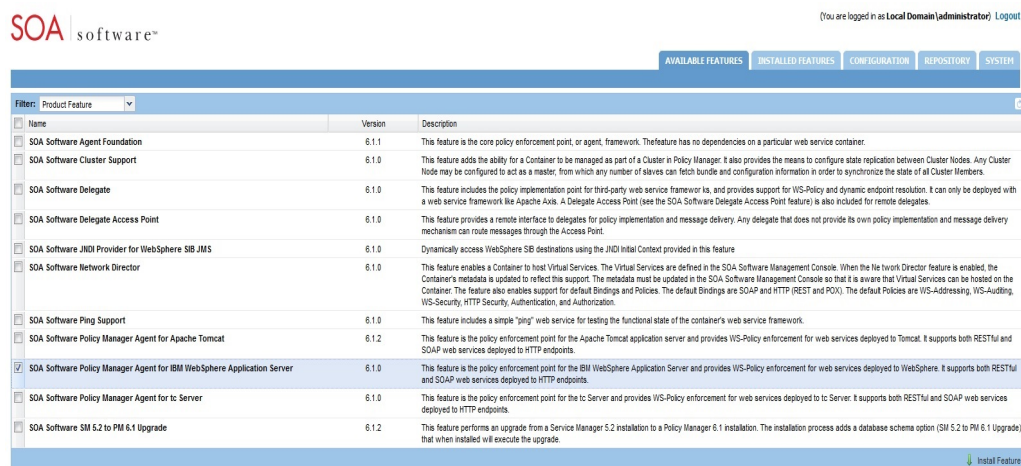 (You are logged in as Local Domain\administrator) Logout
SOA software℠
AVAILABLE FEATURES INSTALLED FEATURES CONFIGURATION REPOSITORY SYSTEM
Filter: Product Feature
Name Version Description
SOA Software Agent Foundation 6.1.1 This feature is the core policy enforcement point, or agent, framework. Thefeature has no dependencies on a particular web service container.
SOA Software Cluster Support 6.1.0 This feature adds the ability for a Container to be managed as part of a Cluster in Policy Manager. It also provides the means to configure state replication between Cluster Nodes. Any Cluster
Node may be configured to act as a master, from which any number of slaves can fetch bundle and configuration information in order to synchronize the state of all Cluster Members.
SOA Software Delegate 6.1.0 This feature includes the policy implementation point for third-party web service framewor ks, and provides support for WS-Policy and dynamic endpoint resolution. It can only be deployed with
a web service framework like Apache Axis. A Delegate Access Point (see the SOA Software Delegate Access Point feature) is also included for remote delegates.
SOA Software Delegate Access Point 6.1.0 This feature provides a remote interface to delegates for policy implementation and message delivery. Any delegate that does not provide its own policy implementation and message delivery
mechanism can route messages through the Access Point.
SOA Software JNDI Provider for WebSphere SIB JMS 6.1.0 Dynamically access WebSphere SIB destinations using the JNDI Initial Context provided in this feature
SOA Software Network Director 6.1.0 This feature enables a Container to host Virtual Services. The Virtual Services are defined in the SOA Software Management Console. When the Ne twork Director feature is enabled, the
Container's metadata is updated to reflect this support. The metadata must be updated in the SOA Software Management Console so that it is aware that Virtual Services can be hosted on the
Container. The feature also enables support for default Bindings and Policies. The default Bindings are SOAP and HTTP (REST and POX). The default Policies are WS-Addressing, WS-Auditing,
WS-Security, HTTP Security, Authentication, and Authorization.
SOA Software Ping Support 6.1.0 This feature includes a simple "ping" web service for testing the functional state of the container's web service framework.
SOA Software Policy Manager Agent for Apache Tomcat 6.1.2 This feature is the policy enforcement point for the Apache Tomcat application server and provides WS-Policy enforcement for web services deployed to Tomcat. It supports both RESTful and
SOAP web services deployed to HTTP endpoints.
SOA Software Policy Manager Agent for IBM WebSphere Application Server 6.1.0 This feature is the policy enforcement point for the IBM WebSphere Application Server and provides WS-Policy enforcement for web services deployed to WebSphere. It supports both RESTful
and SOAP web services deployed to HTTP endpoints.
SOA Software Policy Manager Agent for tc Server 6.1.0 This feature is the policy enforcement point for the tc Server and provides WS-Policy enforcement for web services deployed to tc Server. It supports both RESTful and SOAP web services
deployed to HTTP endpoints.
SOA Software SM 5.2 to PM 6.1 Upgrade 6.1.2 This feature performs an upgrade from a Service Manager 5.2 installation to a Policy Manager 6.1 installation. The installation process adds a database schema option (SM 5.2 to PM 6.1 Upgrade)
that when installed will execute the upgrade.
Install Feature